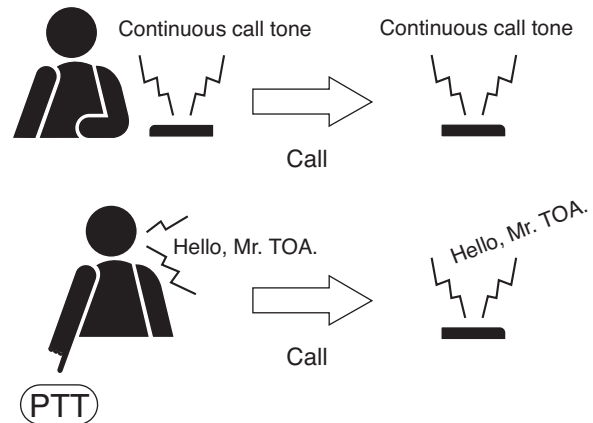 Continuous call tone
Continuous call tone
Call
Hello, Mr. TOA.
Hello, Mr. TOA.
Call
PTT